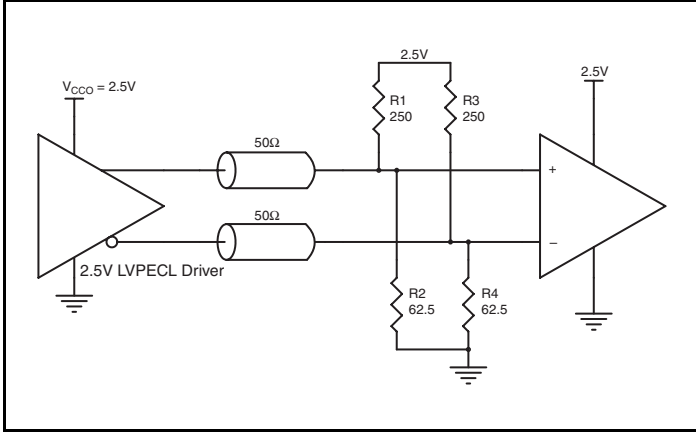 2.5V
V_CCO = 2.5V
2.5V
R1
250
R3
250
50Ω
+
50Ω
−
2.5V LVPECL Driver
R2
62.5
R4
62.5